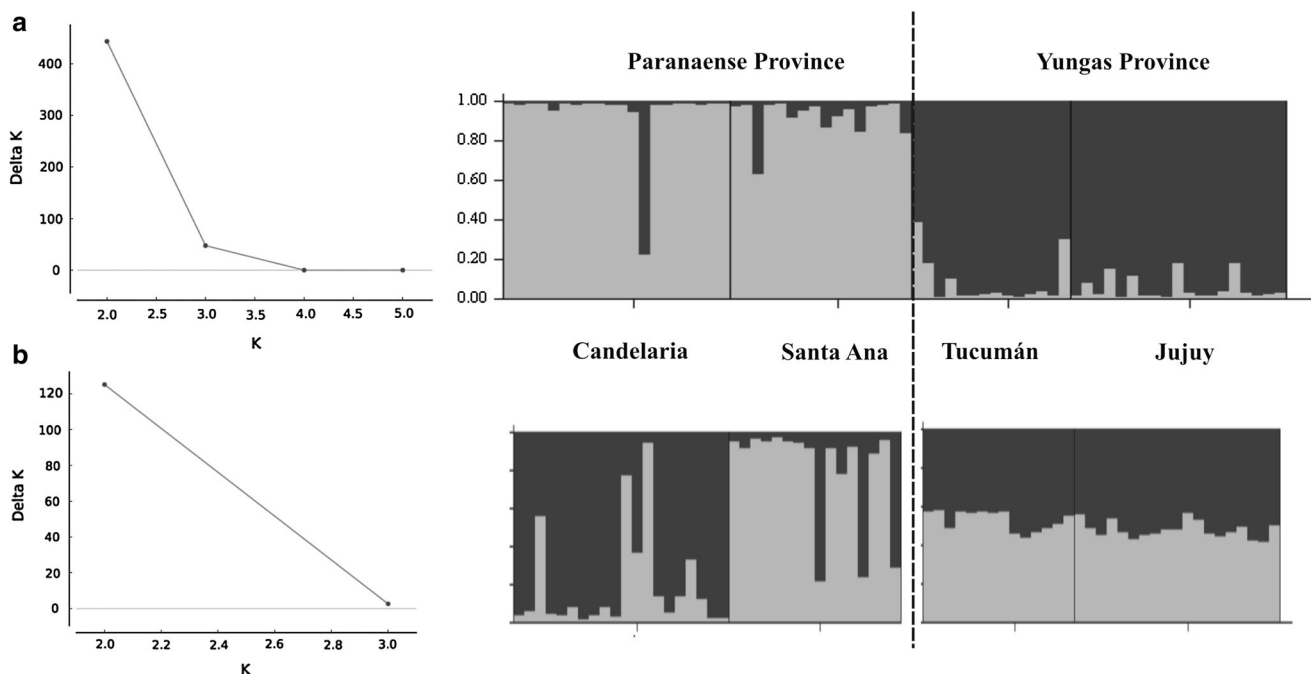 a
400
300
200
100
0
Delta K
2.0 2.5 3.0 3.5 4.0 4.5 5.0
K
Paranaense Province
Yungas Province
1.00
0.80
0.60
0.40
0.20
0.00
b
120
100
80
60
40
20
0
Delta K
2.0 2.2 2.4 2.6 2.8 3.0
K
Candelaria
Santa Ana
Tucumán
Jujuy